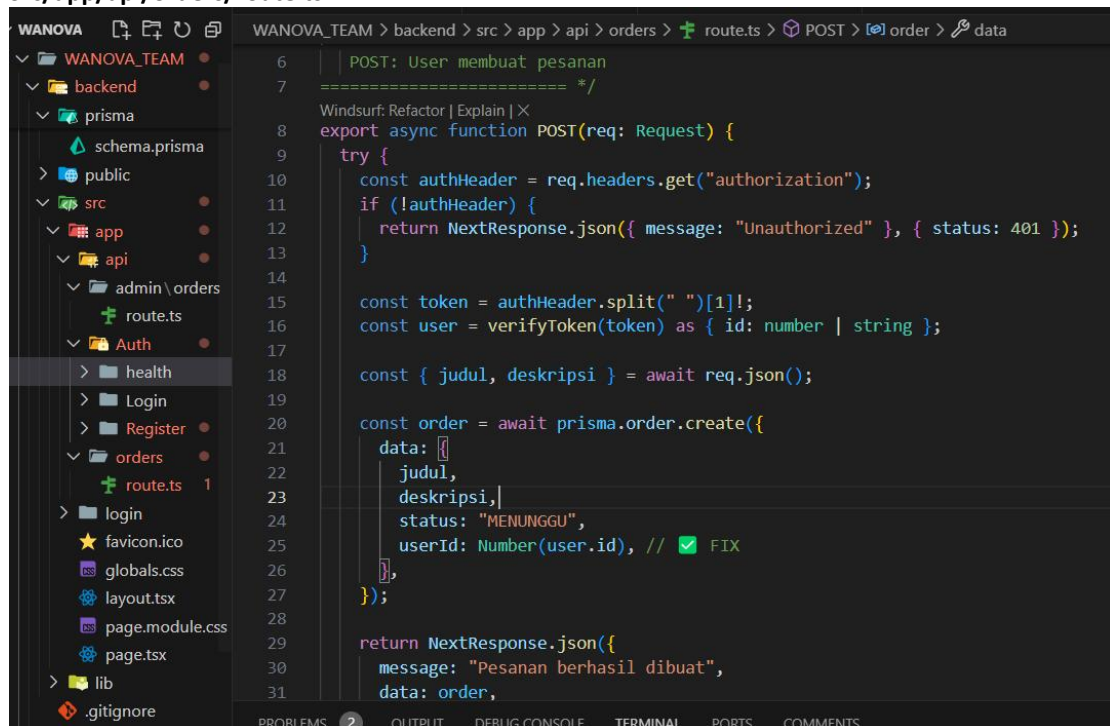 WANOVA
WANOVA_TEAM > backend > src > app > api > orders > route.ts > POST > order > data
WANOVA_TEAM
backend
prisma
schema.prisma
public
src
app
api
admin\orders
route.ts
Auth
health
Login
Register
orders
route.ts 1
login
favicon.ico
globals.css
layout.tsx
page.module.css
page.tsx
lib
.gitignore
6 POST: User membuat pesanan
7 ========================= */
Windsurf: Refactor | Explain | ×
8 export async function POST(req: Request) {
9 try {
10 const authHeader = req.headers.get("authorization");
11 if (!authHeader) {
12 return NextResponse.json({ message: "Unauthorized" }, { status: 401 });
13 }
14
15 const token = authHeader.split(" ")[1]!;
16 const user = verifyToken(token) as { id: number | string };
17
18 const { judul, deskripsi } = await req.json();
19
20 const order = await prisma.order.create({
21 data: {
22 judul,
23 deskripsi,
24 status: "MENUNGGU",
25 userId: Number(user.id), // ✅ FIX
26 },
27 });
28
29 return NextResponse.json({
30 message: "Pesanan berhasil dibuat",
31 data: order,
PROBLEMS 2 OUTPUT DEBUG CONSOLE TERMINAL PORTS COMMENTS